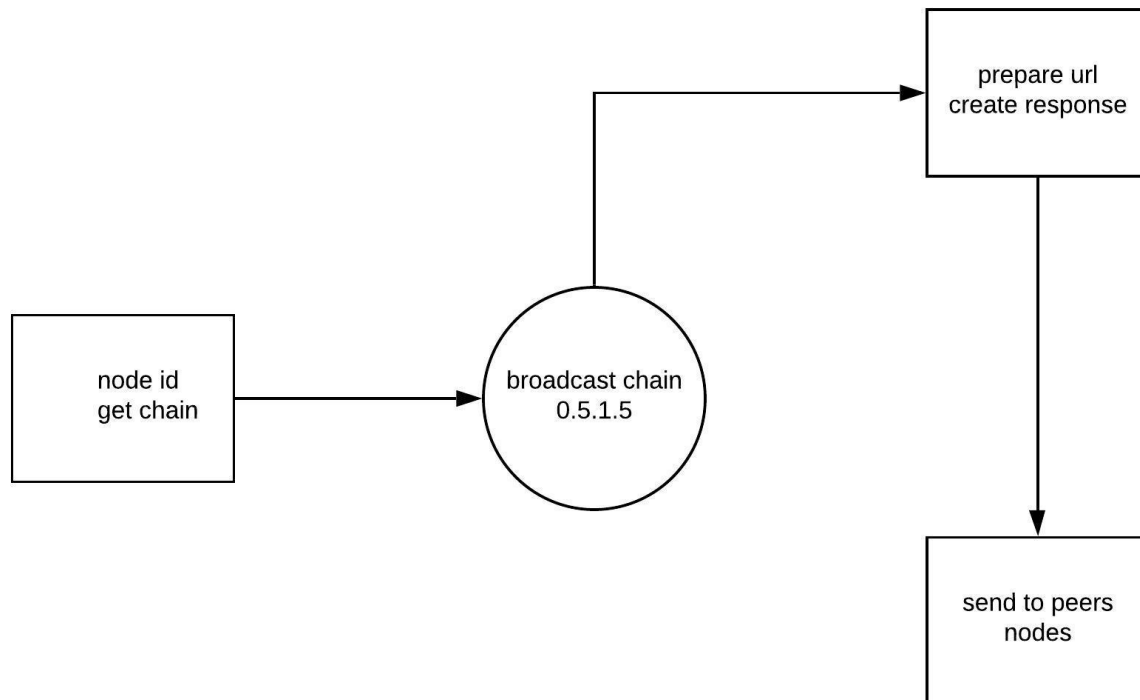 prepare url
create response
node id
get chain
broadcast chain
0.5.1.5
send to peers
nodes